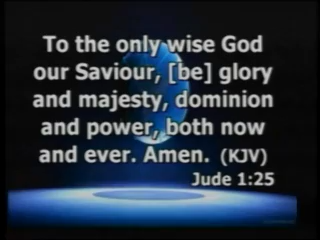 To the only wise God
our Saviour, [be] glory
and majesty, dominion
and power, both now
and ever. Amen. (KJV)
Jude 1:25